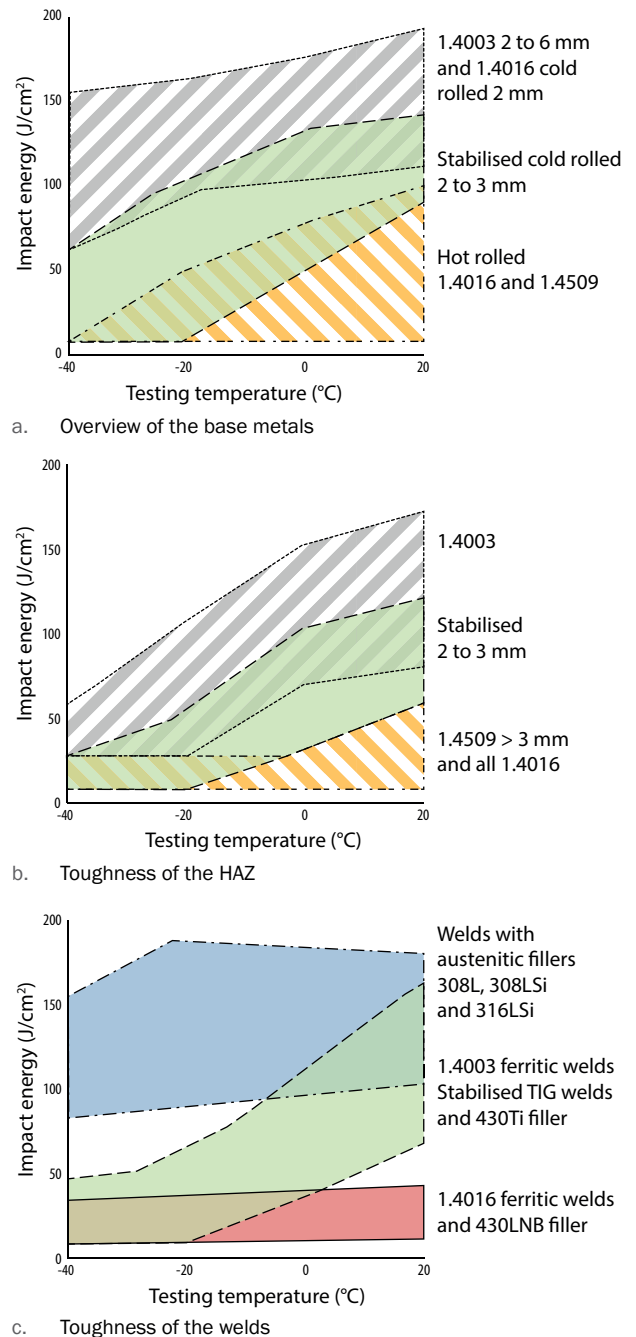 200
150
100
50
0
Impact energy (J/cm²)
-40
-20
0
20
Testing temperature (°C)
1.4003 2 to 6 mm
and 1.4016 cold
rolled 2 mm
Stabilised cold rolled
2 to 3 mm
Hot rolled
1.4016 and 1.4509
a. Overview of the base metals
200
150
100
50
0
Impact energy (J/cm²)
-40
-20
0
20
Testing temperature (°C)
1.4003
Stabilised
2 to 3 mm
1.4509 > 3 mm
and all 1.4016
b. Toughness of the HAZ
200
150
100
50
0
Impact energy (J/cm²)
-40
-20
0
20
Testing temperature (°C)
Welds with
austenitic fillers
308L, 308LSi
and 316LSi
1.4003 ferritic welds
Stabilised TIG welds
and 430Ti filler
1.4016 ferritic welds
and 430LNB filler
c. Toughness of the welds